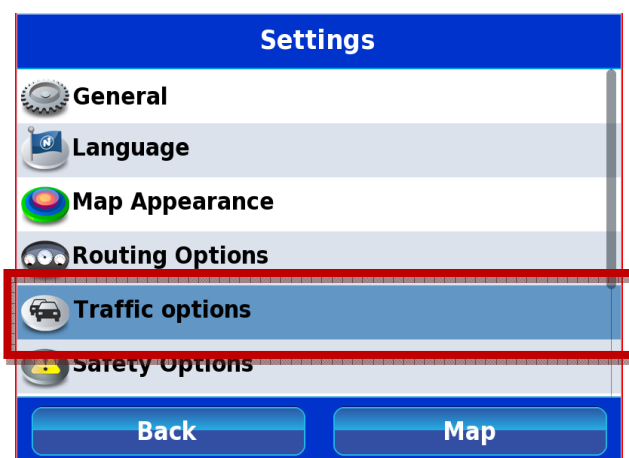 Settings
General
Language
Map Appearance
Routing Options
Traffic options
Safety Options
Back
Map